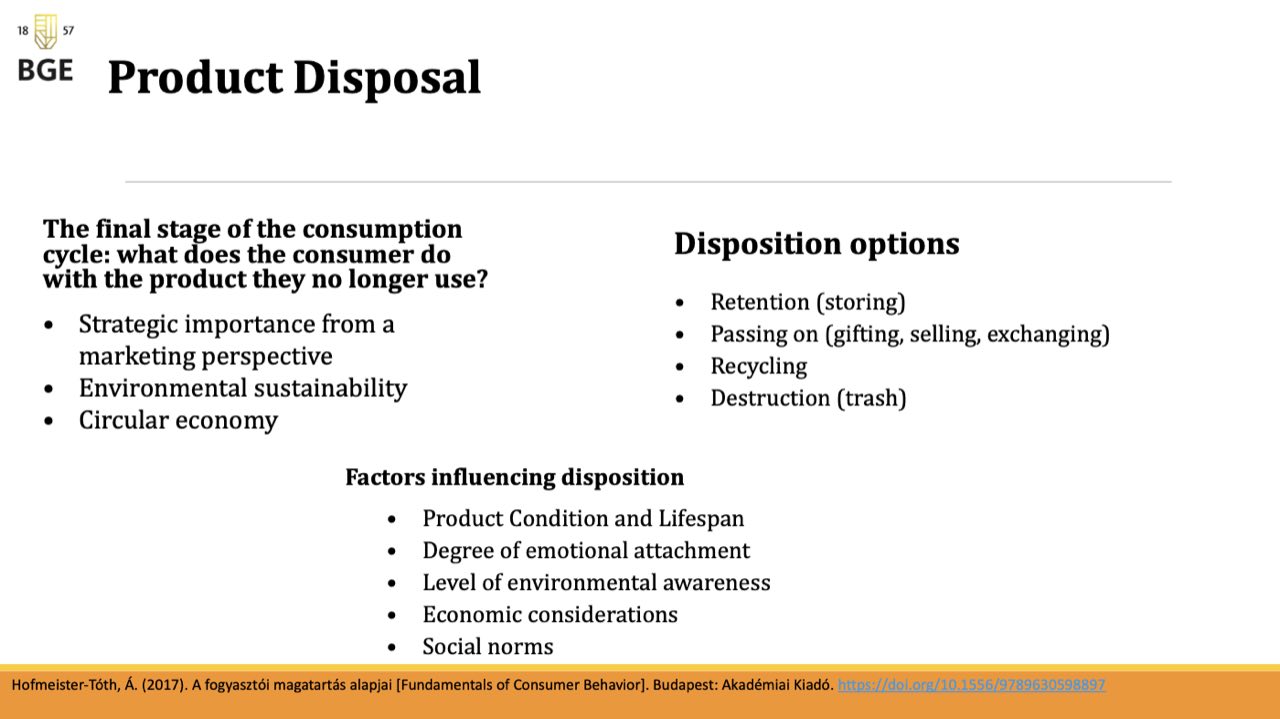 18 57
BGE
Product Disposal
The final stage of the consumption
cycle: what does the consumer do
with the product they no longer use?
• Strategic importance from a
marketing perspective
• Environmental sustainability
• Circular economy
Disposition options
• Retention (storing)
• Passing on (gifting, selling, exchanging)
• Recycling
• Destruction (trash)
Factors influencing disposition
• Product Condition and Lifespan
• Degree of emotional attachment
• Level of environmental awareness
• Economic considerations
• Social norms
Hofmeister-Tóth, Á. (2017). A fogyasztói magatartás alapjai [Fundamentals of Consumer Behavior]. Budapest: Akadémiai Kiadó. https://doi.org/10.1556/9789630598897